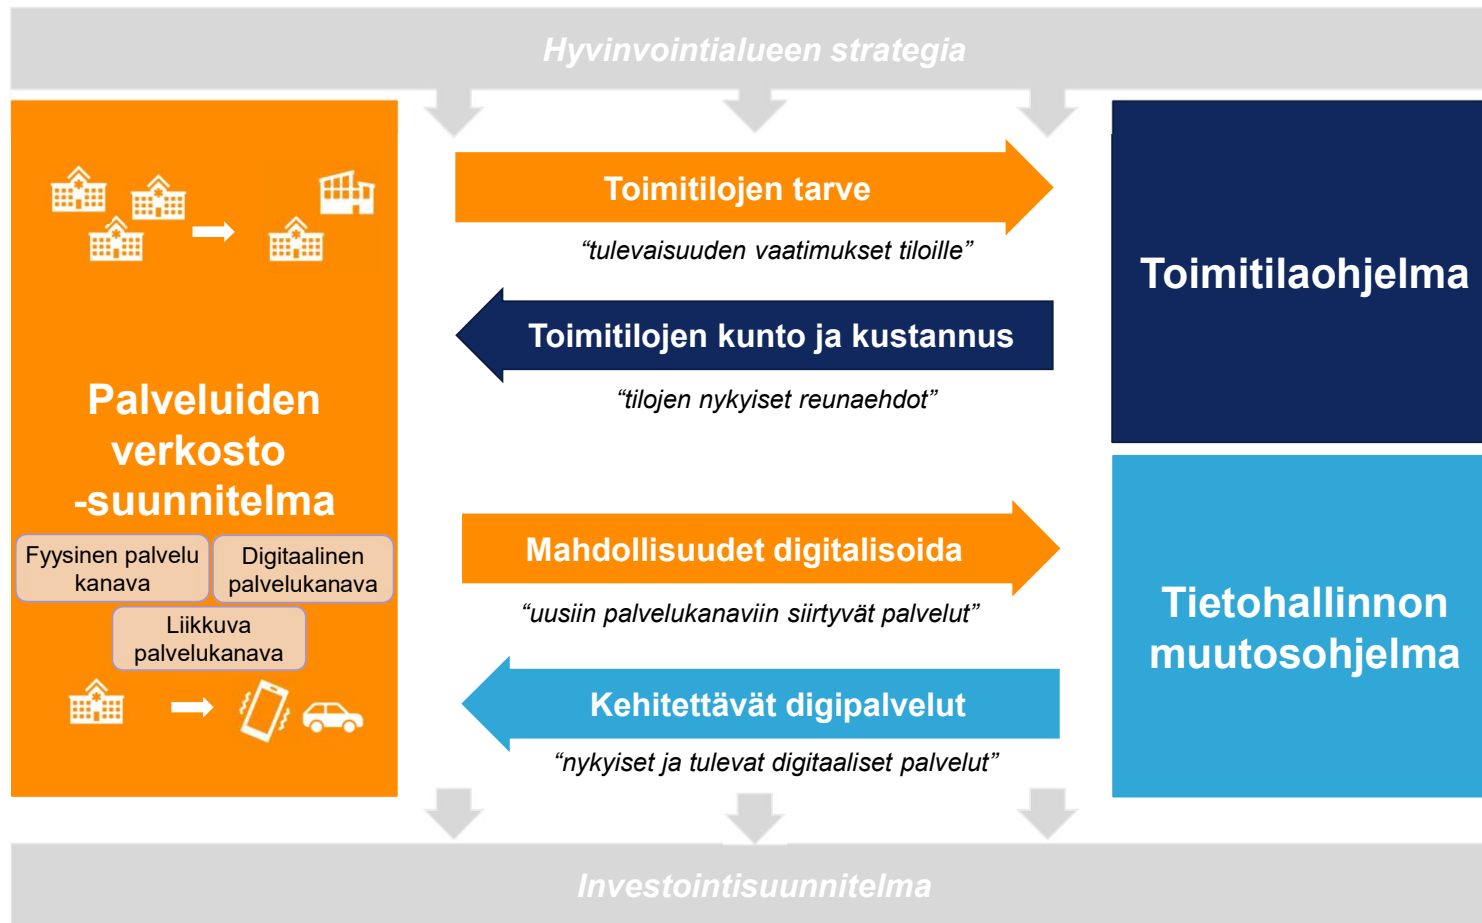 Hyvinvointialueen strategia
Palveluiden
verkosto
-suunnitelma
Fyysinen palvelu
kanava
Digitaalinen
palvelukanava
Liikkuva
palvelukanava
Toimitilojen tarve
“tulevaisuuden vaatimukset tiloille”
Toimitilojen kunto ja kustannus
“tilojen nykyiset reunaehdot”
Mahdollisuudet digitalisoida
“uusiin palvelukanaviin siirtyvät palvelut”
Kehitettävät digipalvelut
“nykyiset ja tulevat digitaaliset palvelut”
Toimitilaohjelma
Tietohallinnon
muutosohjelma
Investointisuunnitelma